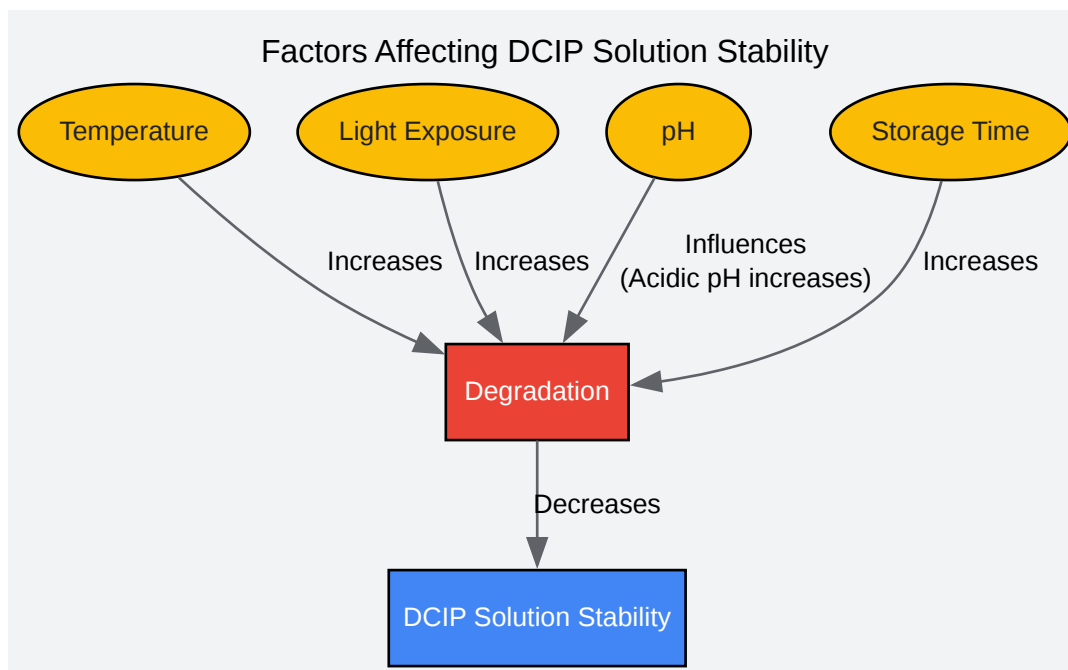 Factors Affecting DCIP Solution Stability
Temperature
Light Exposure
pH
Storage Time
Increases
Increases
Influences
(Acidic pH increases)
Increases
Degradation
Decreases
DCIP Solution Stability